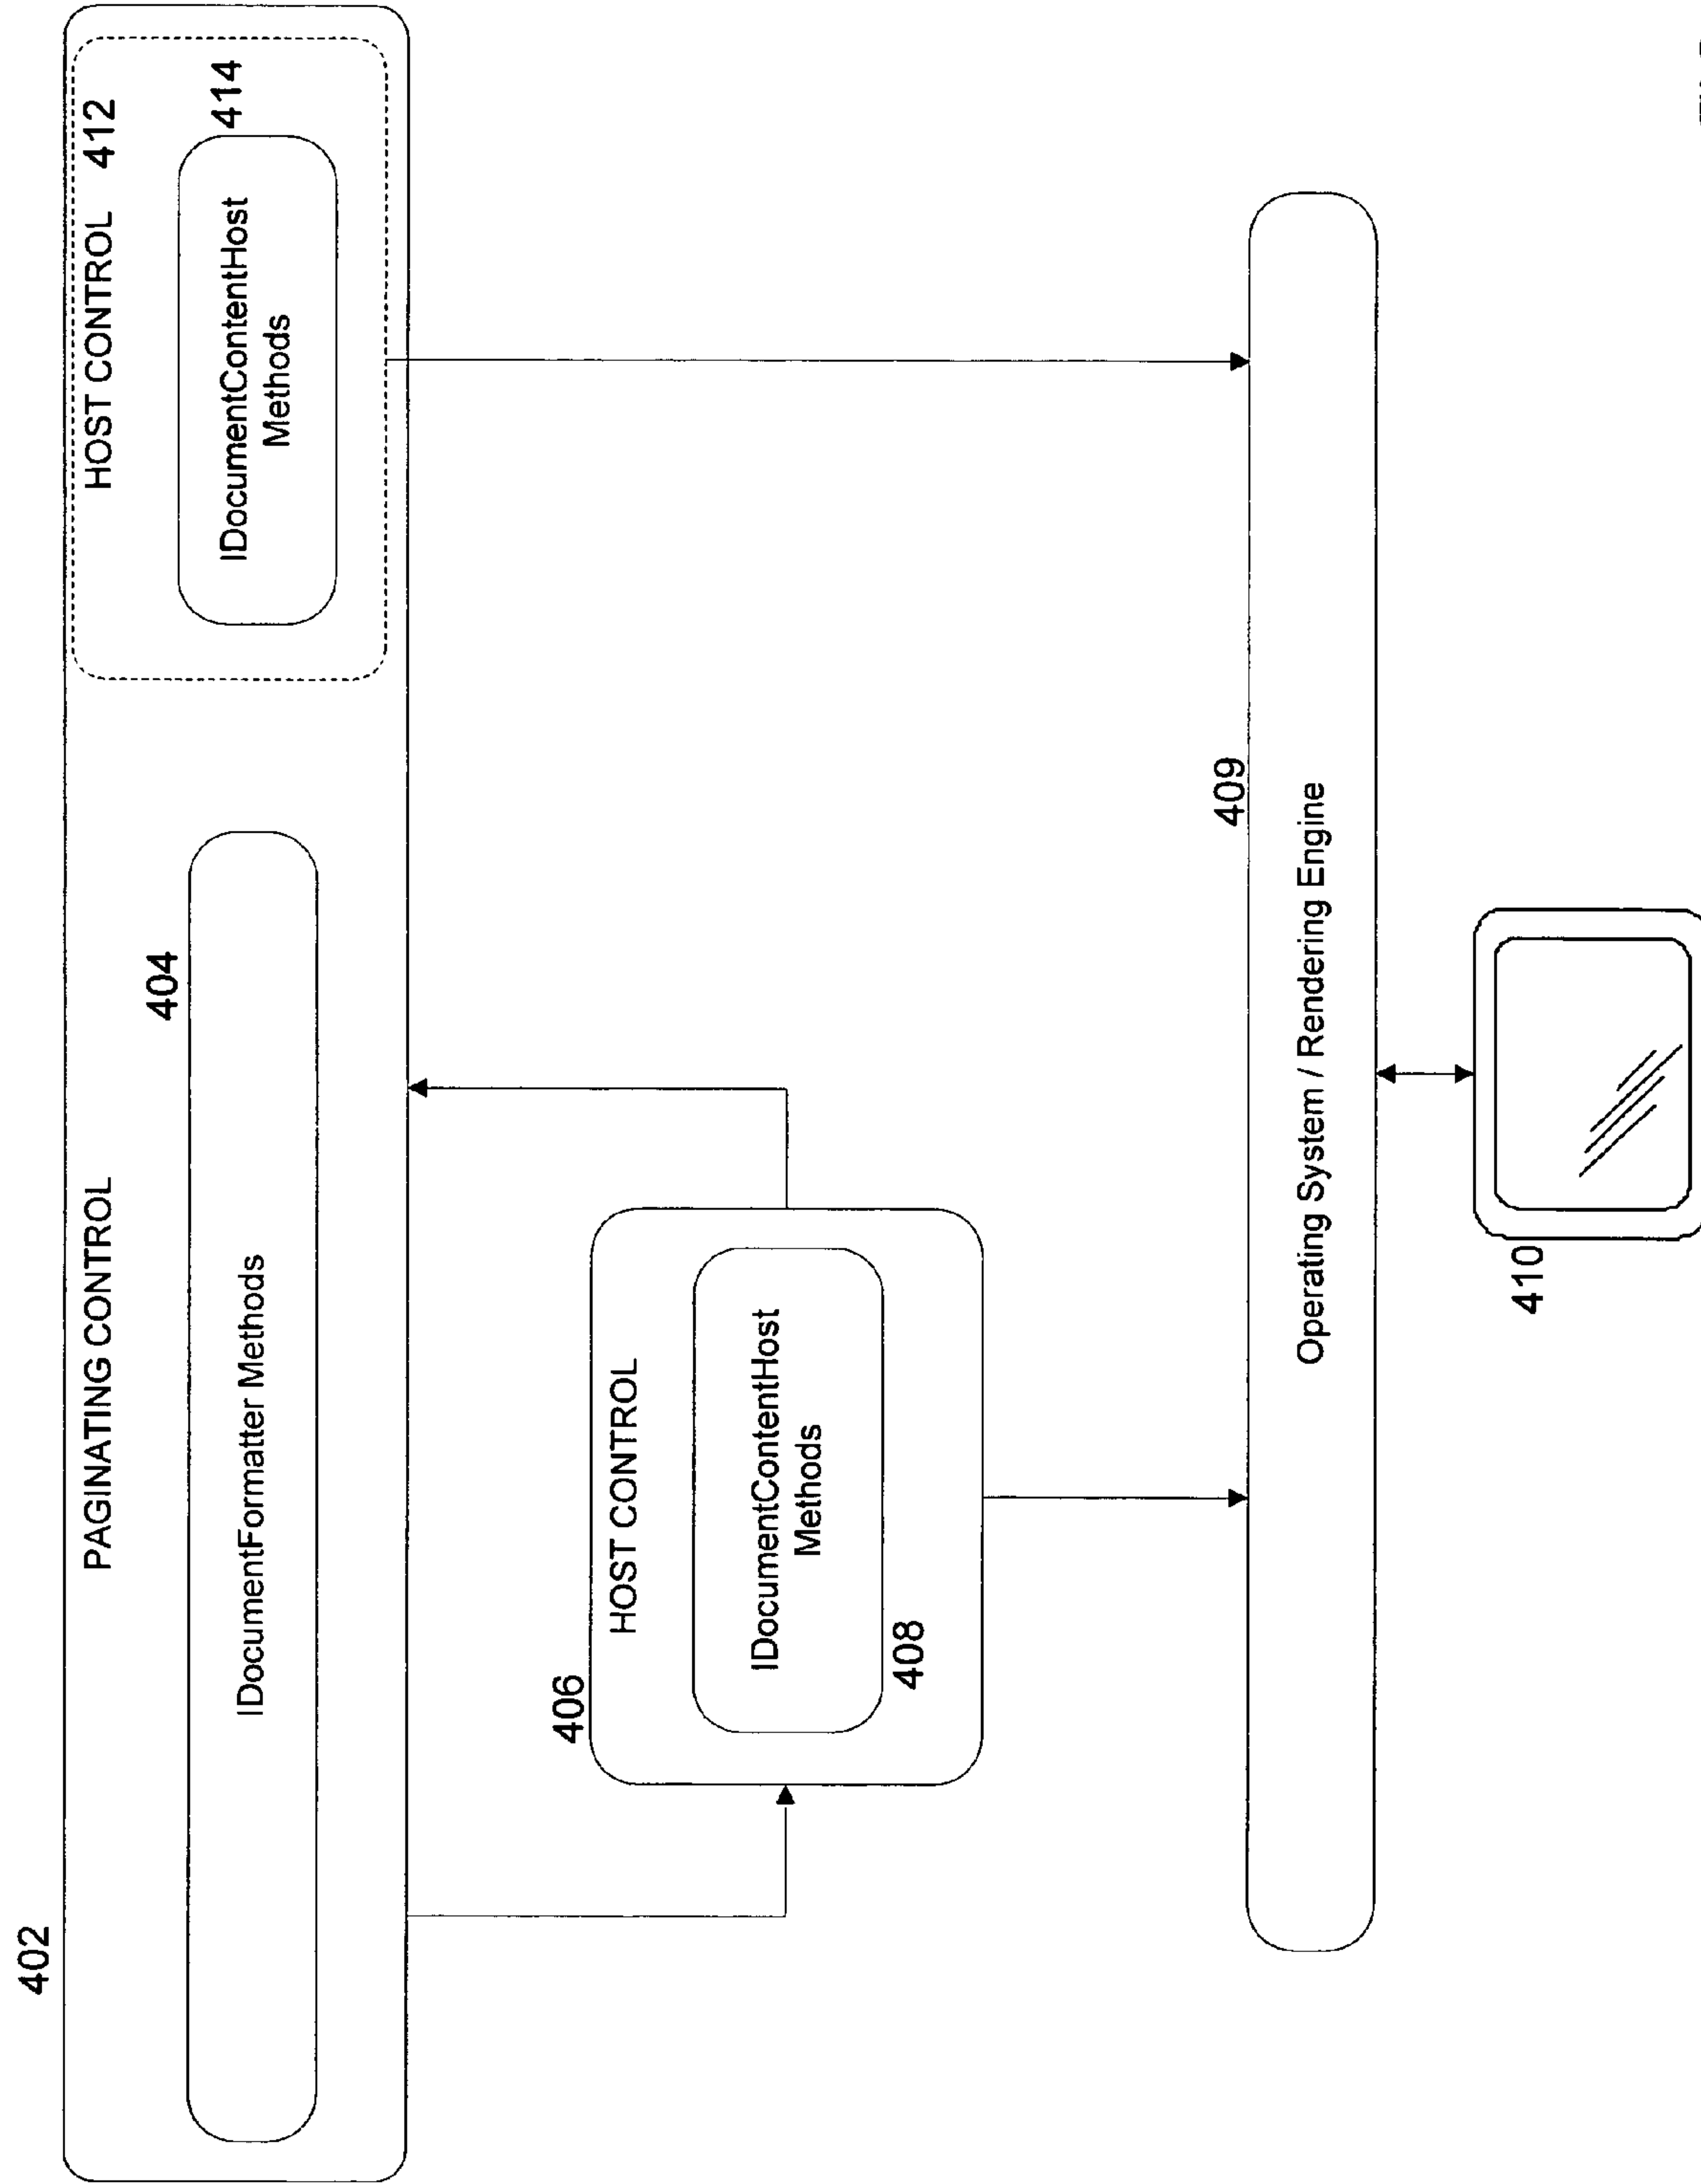 402
PAGINATING CONTROL
HOST CONTROL 412
404
414
IDocumentFormatter Methods
IDocumentContentHost
Methods
406
HOST CONTROL
IDocumentContentHost
Methods
408
409
Operating System / Rendering Engine
410